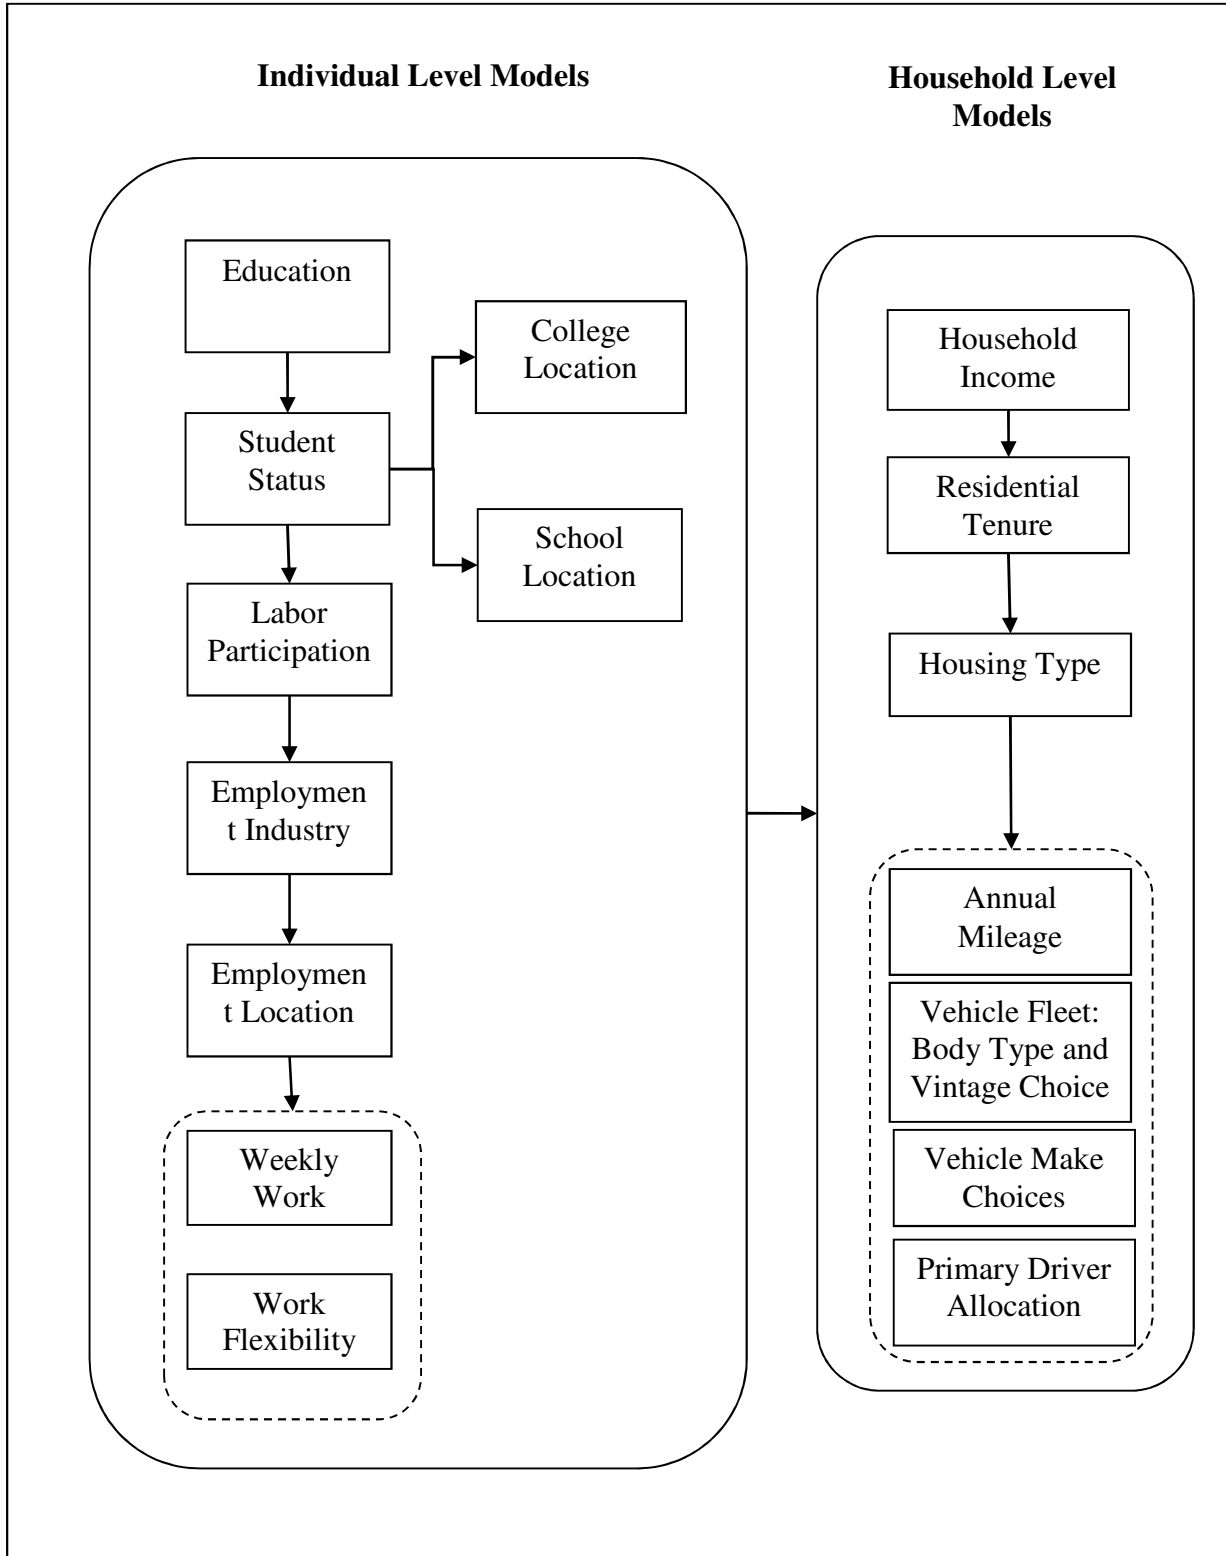 Individual Level Models
Education
Student
Status
College
Location
School
Location
Labor
Participation
Employmen
t Industry
Employmen
t Location
Weekly
Work
Work
Flexibility
Household Level
Models
Household
Income
Residential
Tenure
Housing Type
Annual
Mileage
Vehicle Fleet:
Body Type and
Vintage Choice
Vehicle Make
Choices
Primary Driver
Allocation